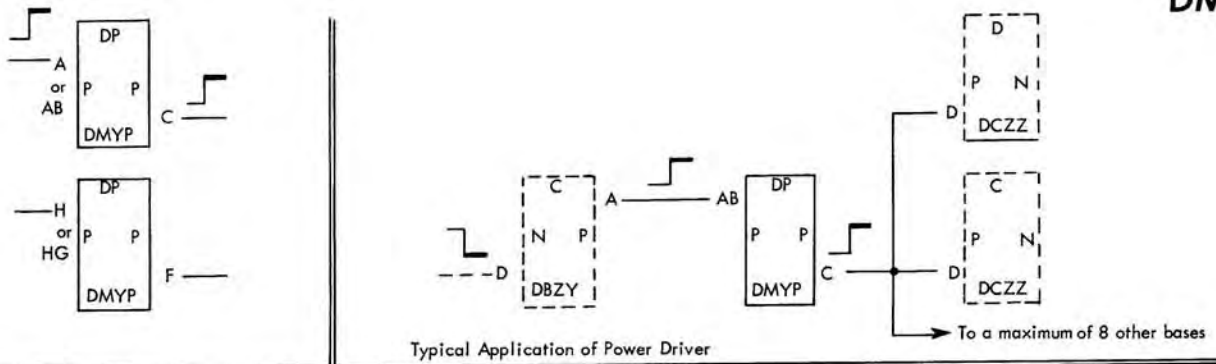 DM
DP
A
or
AB
P P
C
DMYP
DP
H
or
HG
P P
F
DMYP
D
P N
D
DCZZ
C
A
AB
DP
N P
P P
D
DBZY
DMYP
C
C
P N
D
DCZZ
To a maximum of 8 other bases
Typical Application of Power Driver